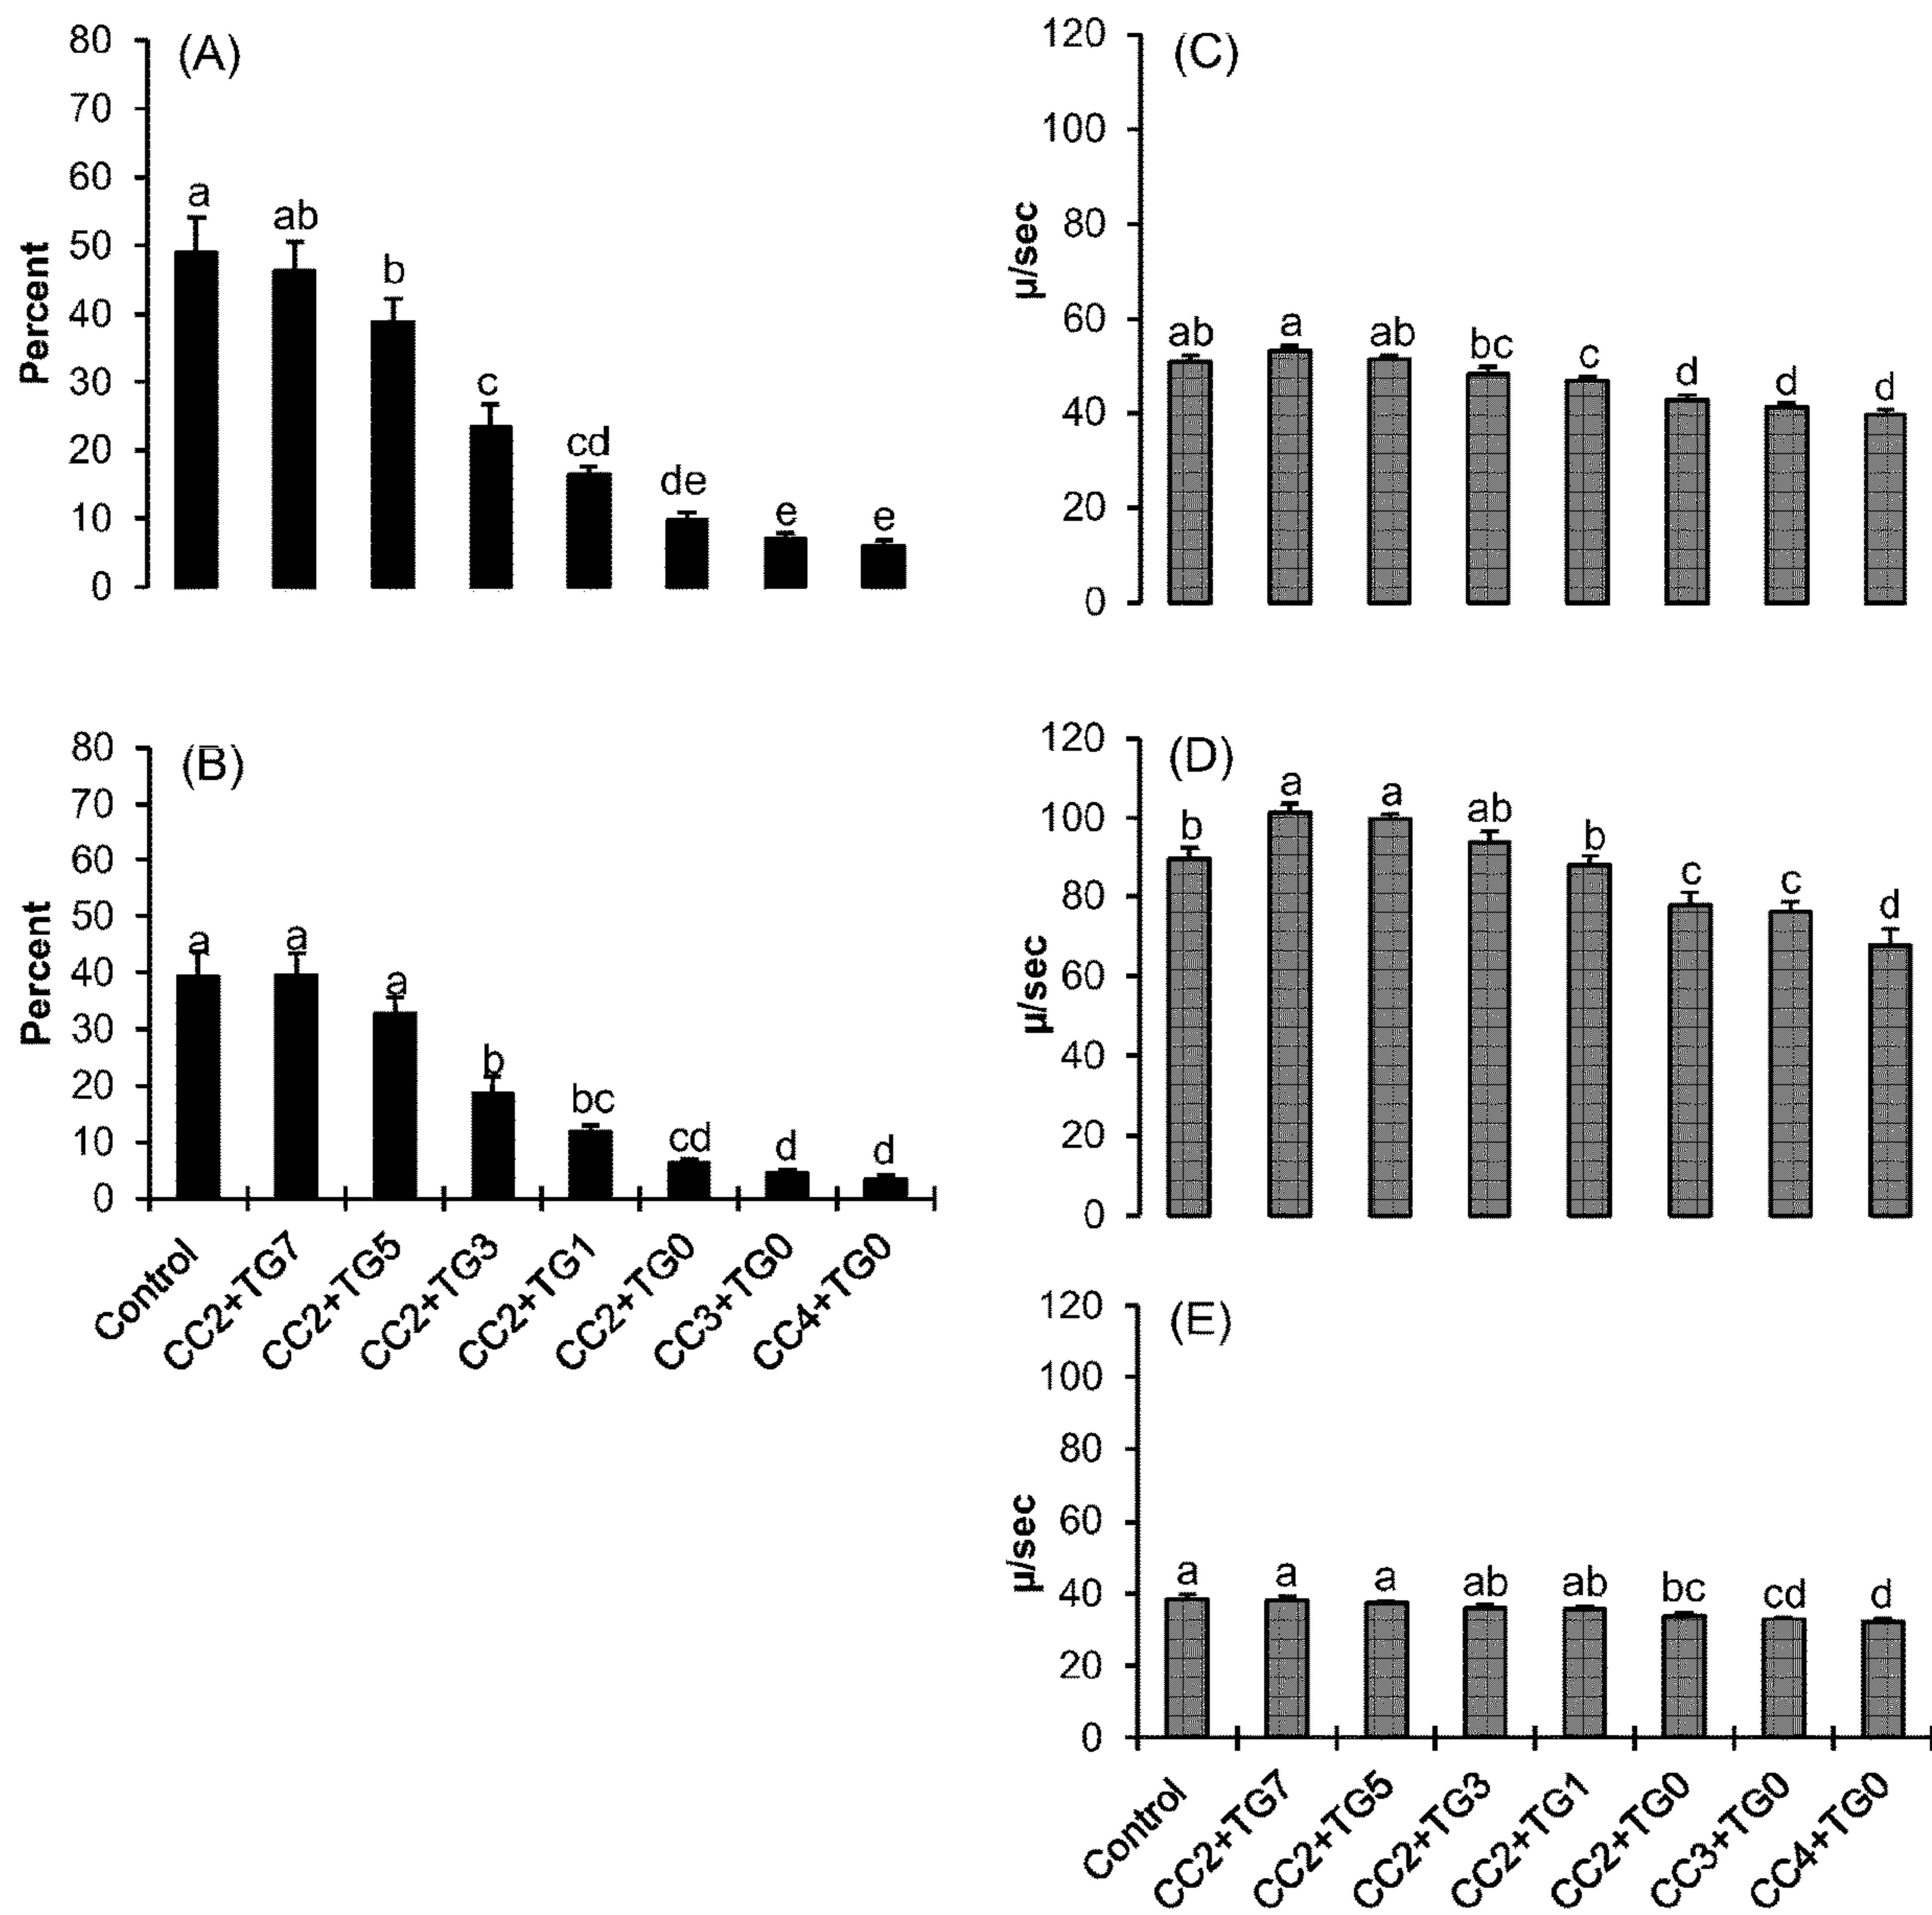 (A)
80
70
60
50
40
30
20
10
0
Percent
a
ab
b
c
cd
de
e
e
(B)
80
70
60
50
40
30
20
10
0
Percent
a
a
a
b
bc
cd
d
d
Control
CC2+TG7
CC2+TG5
CC2+TG3
CC2+TG1
CC2+TG0
CC3+TG0
CC4+TG0
(C)
120
100
80
60
40
20
0
µ/sec
ab
a
ab
bc
c
d
d
d
(D)
120
100
80
60
40
20
0
µ/sec
b
a
a
ab
b
c
c
d
(E)
120
100
80
60
40
20
0
µ/sec
a
a
a
ab
ab
bc
cd
d
Control
CC2+TG7
CC2+TG5
CC2+TG3
CC2+TG1
CC2+TG0
CC3+TG0
CC4+TG0